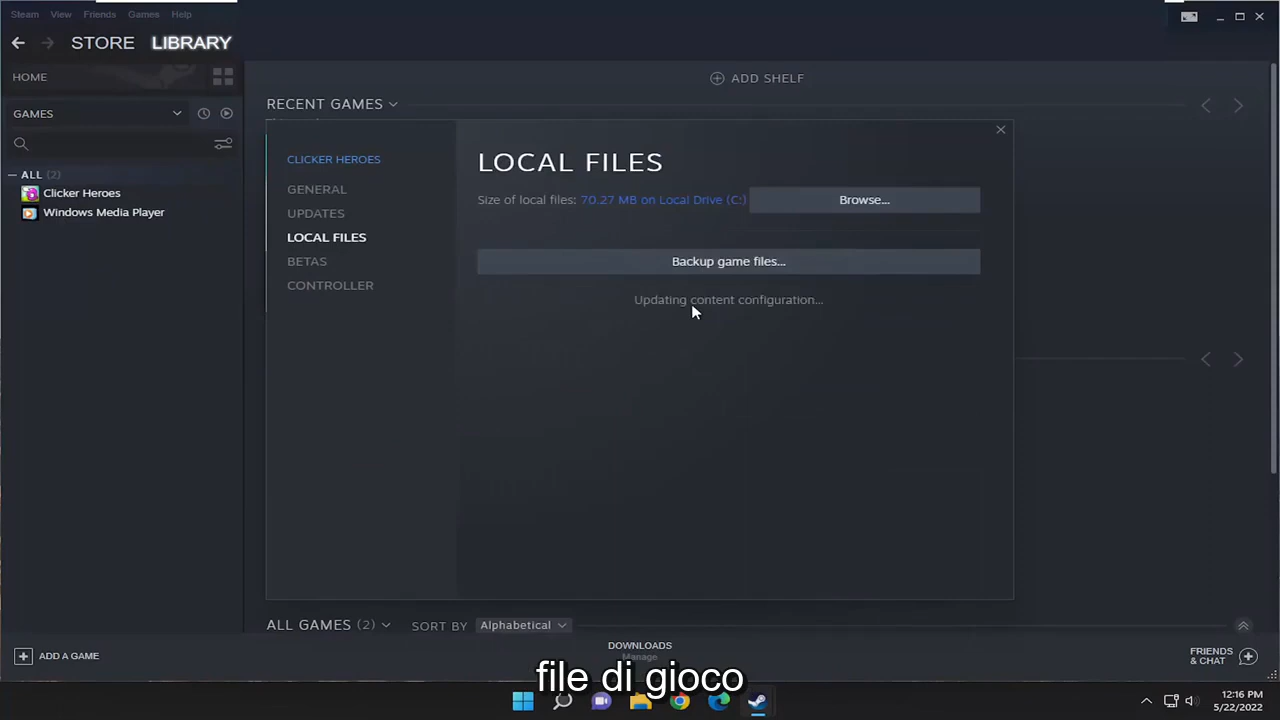 Steam View Friends Games Help
STORE LIBRARY
HOME
ADD SHELF
GAMES
RECENT GAMES
ALL (2)
Clicker Heroes
Windows Media Player
CLICKER HEROES
GENERAL
UPDATES
LOCAL FILES
BETAS
CONTROLLER
LOCAL FILES
Size of local files: 70.27 MB on Local Drive (C:) Browse...
Backup game files...
Updating content configuration...
ALL GAMES (2) SORT BY Alphabetical
ADD A GAME
DOWNLOADS
Manage
FRIENDS
& CHAT
file di gioco
12:16 PM
5/22/2022